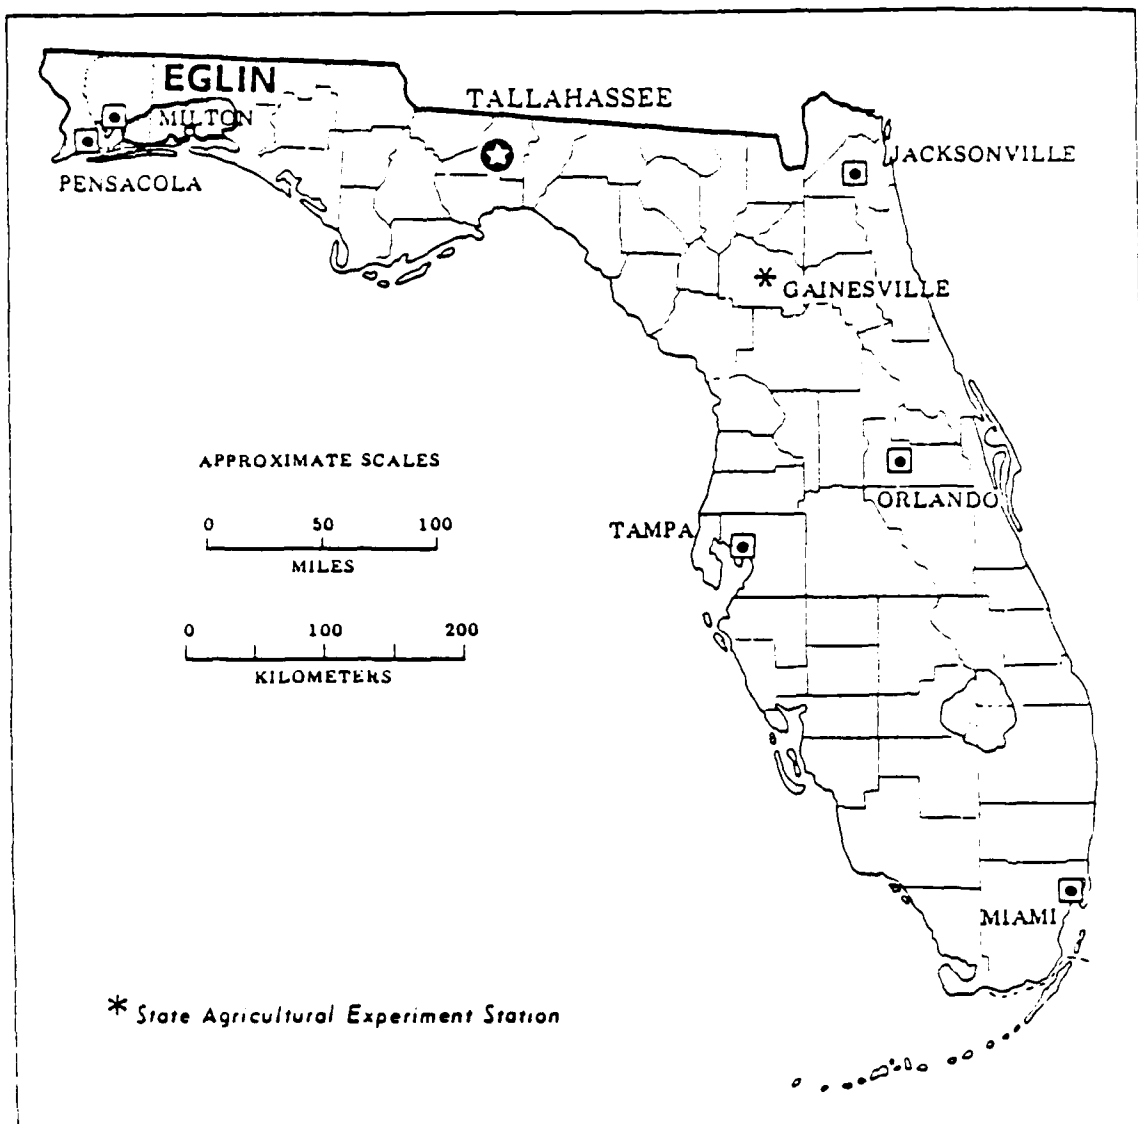 EGLIN
TALLAHASSEE
MILTON
JACKSONVILLE
PENSACOLA
GAINESVILLE
APPROXIMATE SCALES
ORLANDO
0 50 100
TAMPA
MILES
0 100 200
KILOMETERS
MIAMI
* State Agricultural Experiment Station